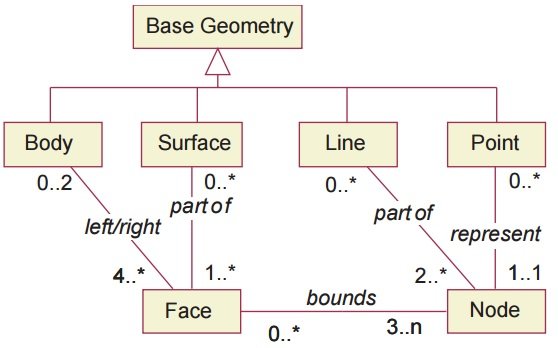 Base Geometry
Body
Surface
Line
Point
0..2
0..*
0..*
0..*
part of
part of
left/right
represent
4..*
1..*
2..*
1..1
Face
bounds
Node
0..*
3..n